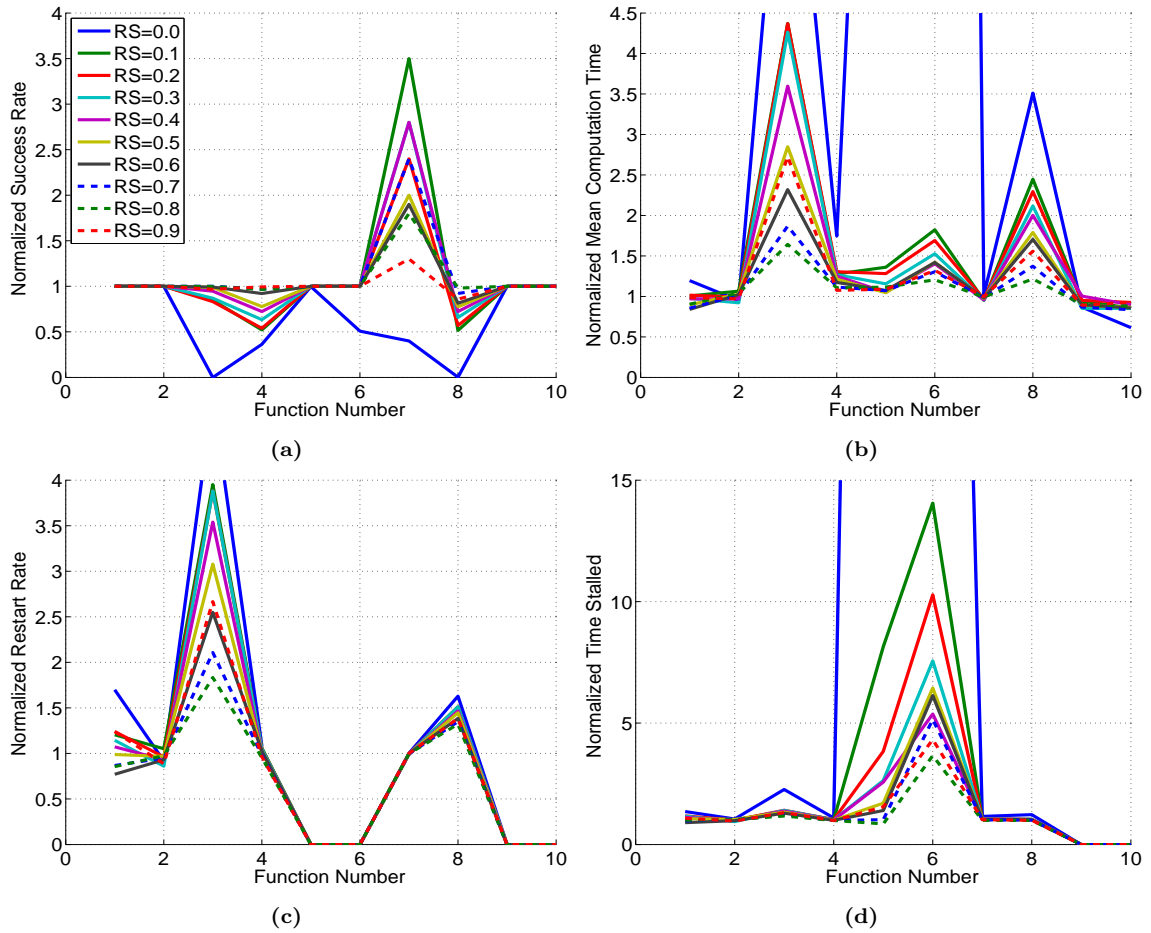 4
3.5
3
2.5
2
1.5
1
0.5
0
Normalized Success Rate
RS=0.0
RS=0.1
RS=0.2
RS=0.3
RS=0.4
RS=0.5
RS=0.6
RS=0.7
RS=0.8
RS=0.9
0 2 4 6 8 10
Function Number
(a)
4.5
4
3.5
3
2.5
2
1.5
1
0.5
0
Normalized Mean Computation Time
0 2 4 6 8 10
Function Number
(b)
4
3.5
3
2.5
2
1.5
1
0.5
0
Normalized Restart Rate
0 2 4 6 8 10
Function Number
(c)
15
10
5
0
Normalized Time Stalled
0 2 4 6 8 10
Function Number
(d)